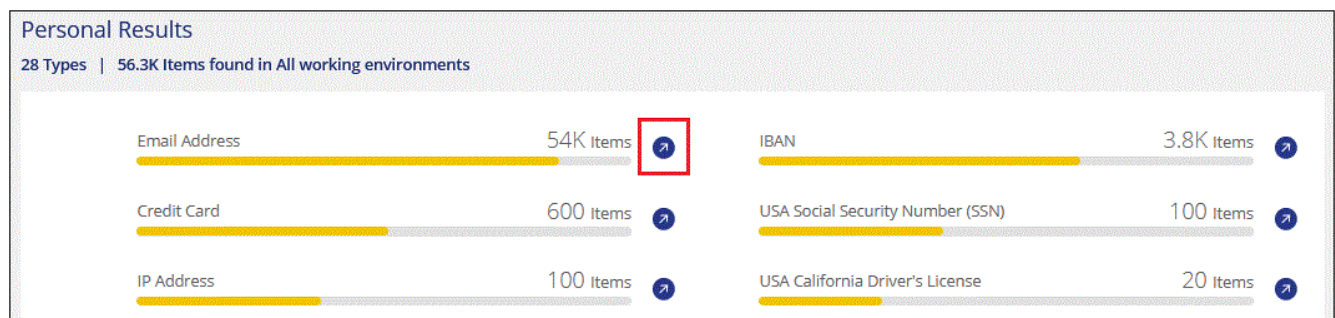 Personal Results
28 Types | 56.3K Items found in All working environments
Email Address 54K Items
IBAN 3.8K Items
Credit Card 600 Items
USA Social Security Number (SSN) 100 Items
IP Address 100 Items
USA California Driver's License 20 Items